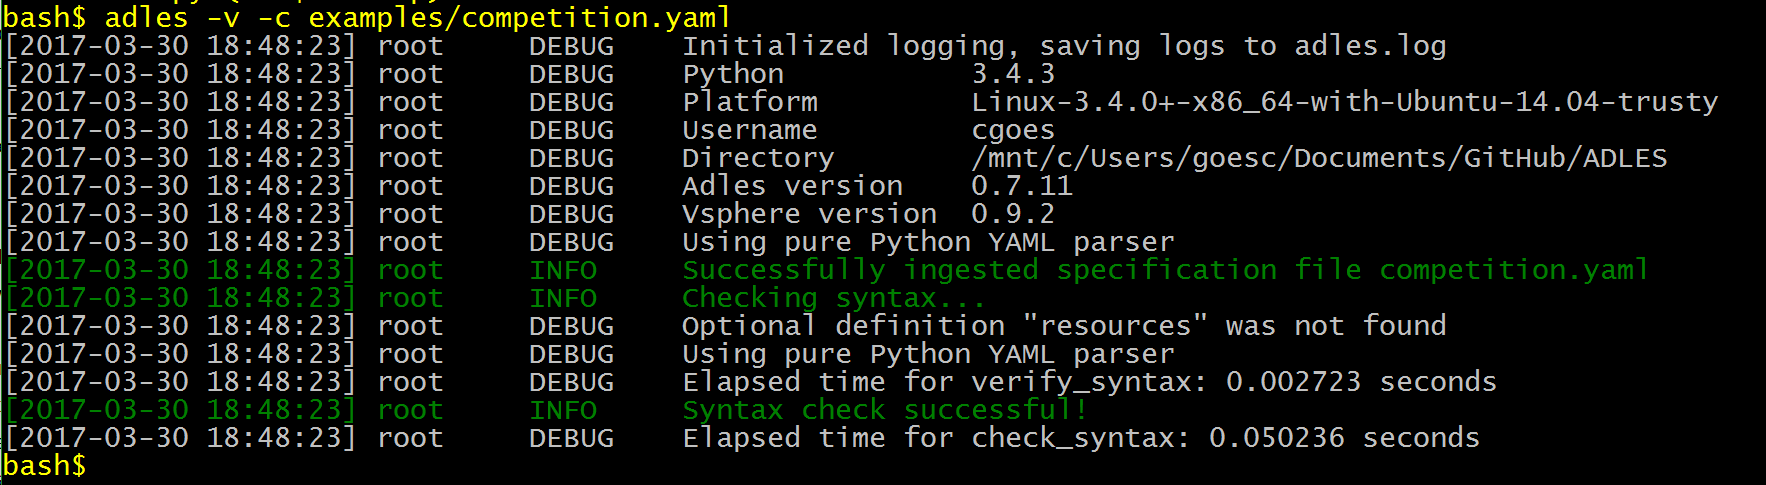 bash$ adles -v -c examples/competition.yaml
[2017-03-30 18:48:23] root     DEBUG    Initialized logging, saving logs to adles.log
[2017-03-30 18:48:23] root     DEBUG    Python           3.4.3
[2017-03-30 18:48:23] root     DEBUG    Platform         Linux-3.4.0+-x86_64-with-Ubuntu-14.04-trusty
[2017-03-30 18:48:23] root     DEBUG    Username         cgoes
[2017-03-30 18:48:23] root     DEBUG    Directory        /mnt/c/Users/goesc/Documents/GitHub/ADLES
[2017-03-30 18:48:23] root     DEBUG    Adles version    0.7.11
[2017-03-30 18:48:23] root     DEBUG    Vsphere version  0.9.2
[2017-03-30 18:48:23] root     DEBUG    Using pure Python YAML parser
[2017-03-30 18:48:23] root     INFO     Successfully ingested specification file competition.yaml
[2017-03-30 18:48:23] root     INFO     Checking syntax...
[2017-03-30 18:48:23] root     DEBUG    Optional definition "resources" was not found
[2017-03-30 18:48:23] root     DEBUG    Using pure Python YAML parser
[2017-03-30 18:48:23] root     DEBUG    Elapsed time for verify_syntax: 0.002723 seconds
[2017-03-30 18:48:23] root     INFO     Syntax check successful!
[2017-03-30 18:48:23] root     DEBUG    Elapsed time for check_syntax: 0.050236 seconds
bash$